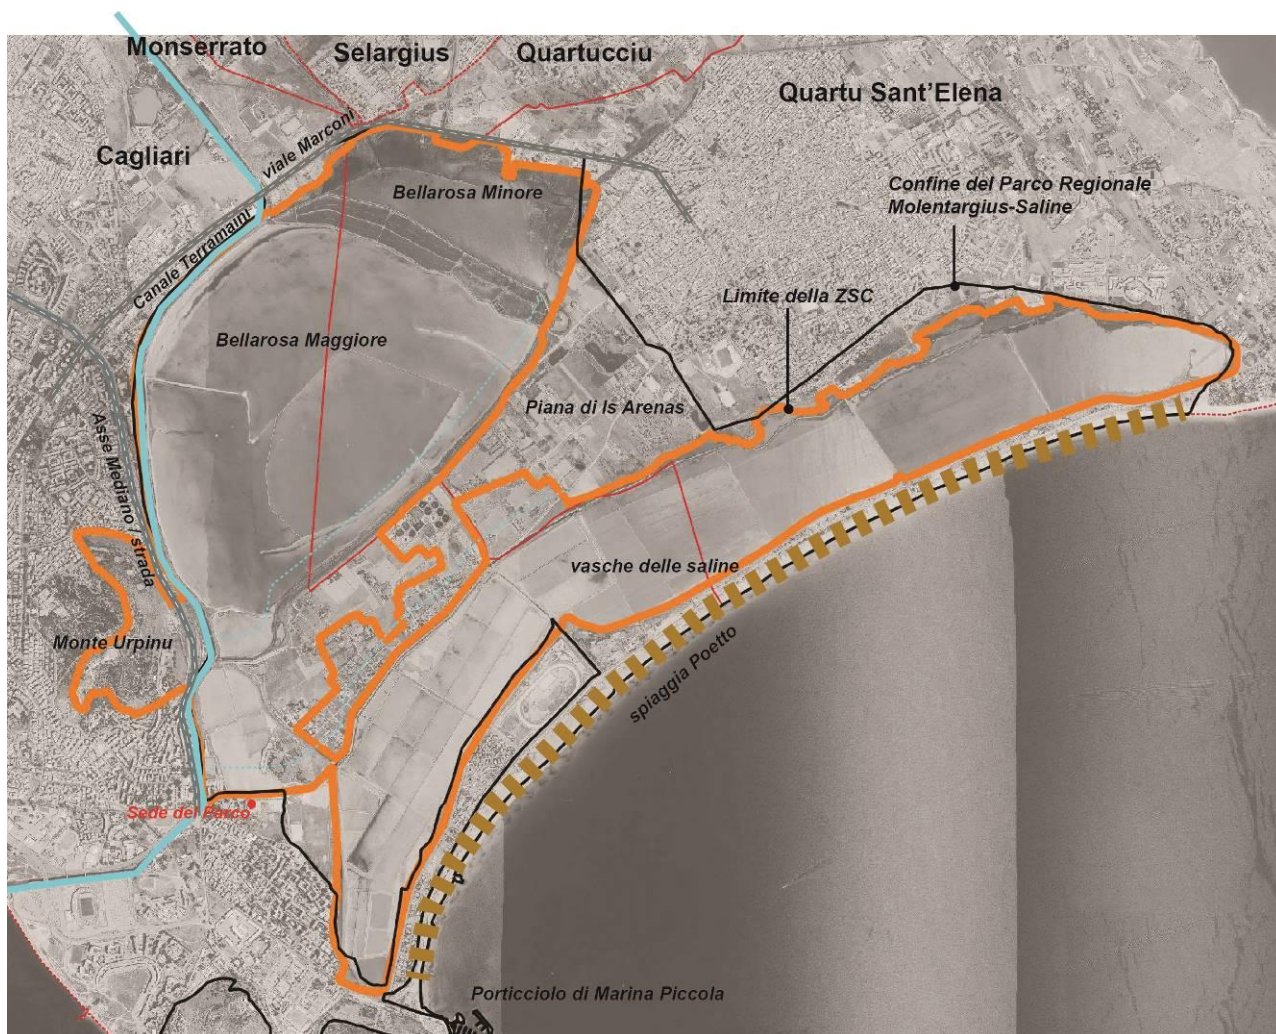 Monserrato
Selargius
Quartucciu
Quartu Sant'Elena
Cagliari
viale Marconi
Bellarosa Minore
Confine del Parco Regionale
Molentargius-Saline
Canale Terramaini
Limite della ZSC
Bellarosa Maggiore
Piana di Is Arenas
Asse Mediano / strada
vasche delle saline
Monte Urpinu
spiaggia Poetto
Sede del Parco
Porticciolo di Marina Piccola